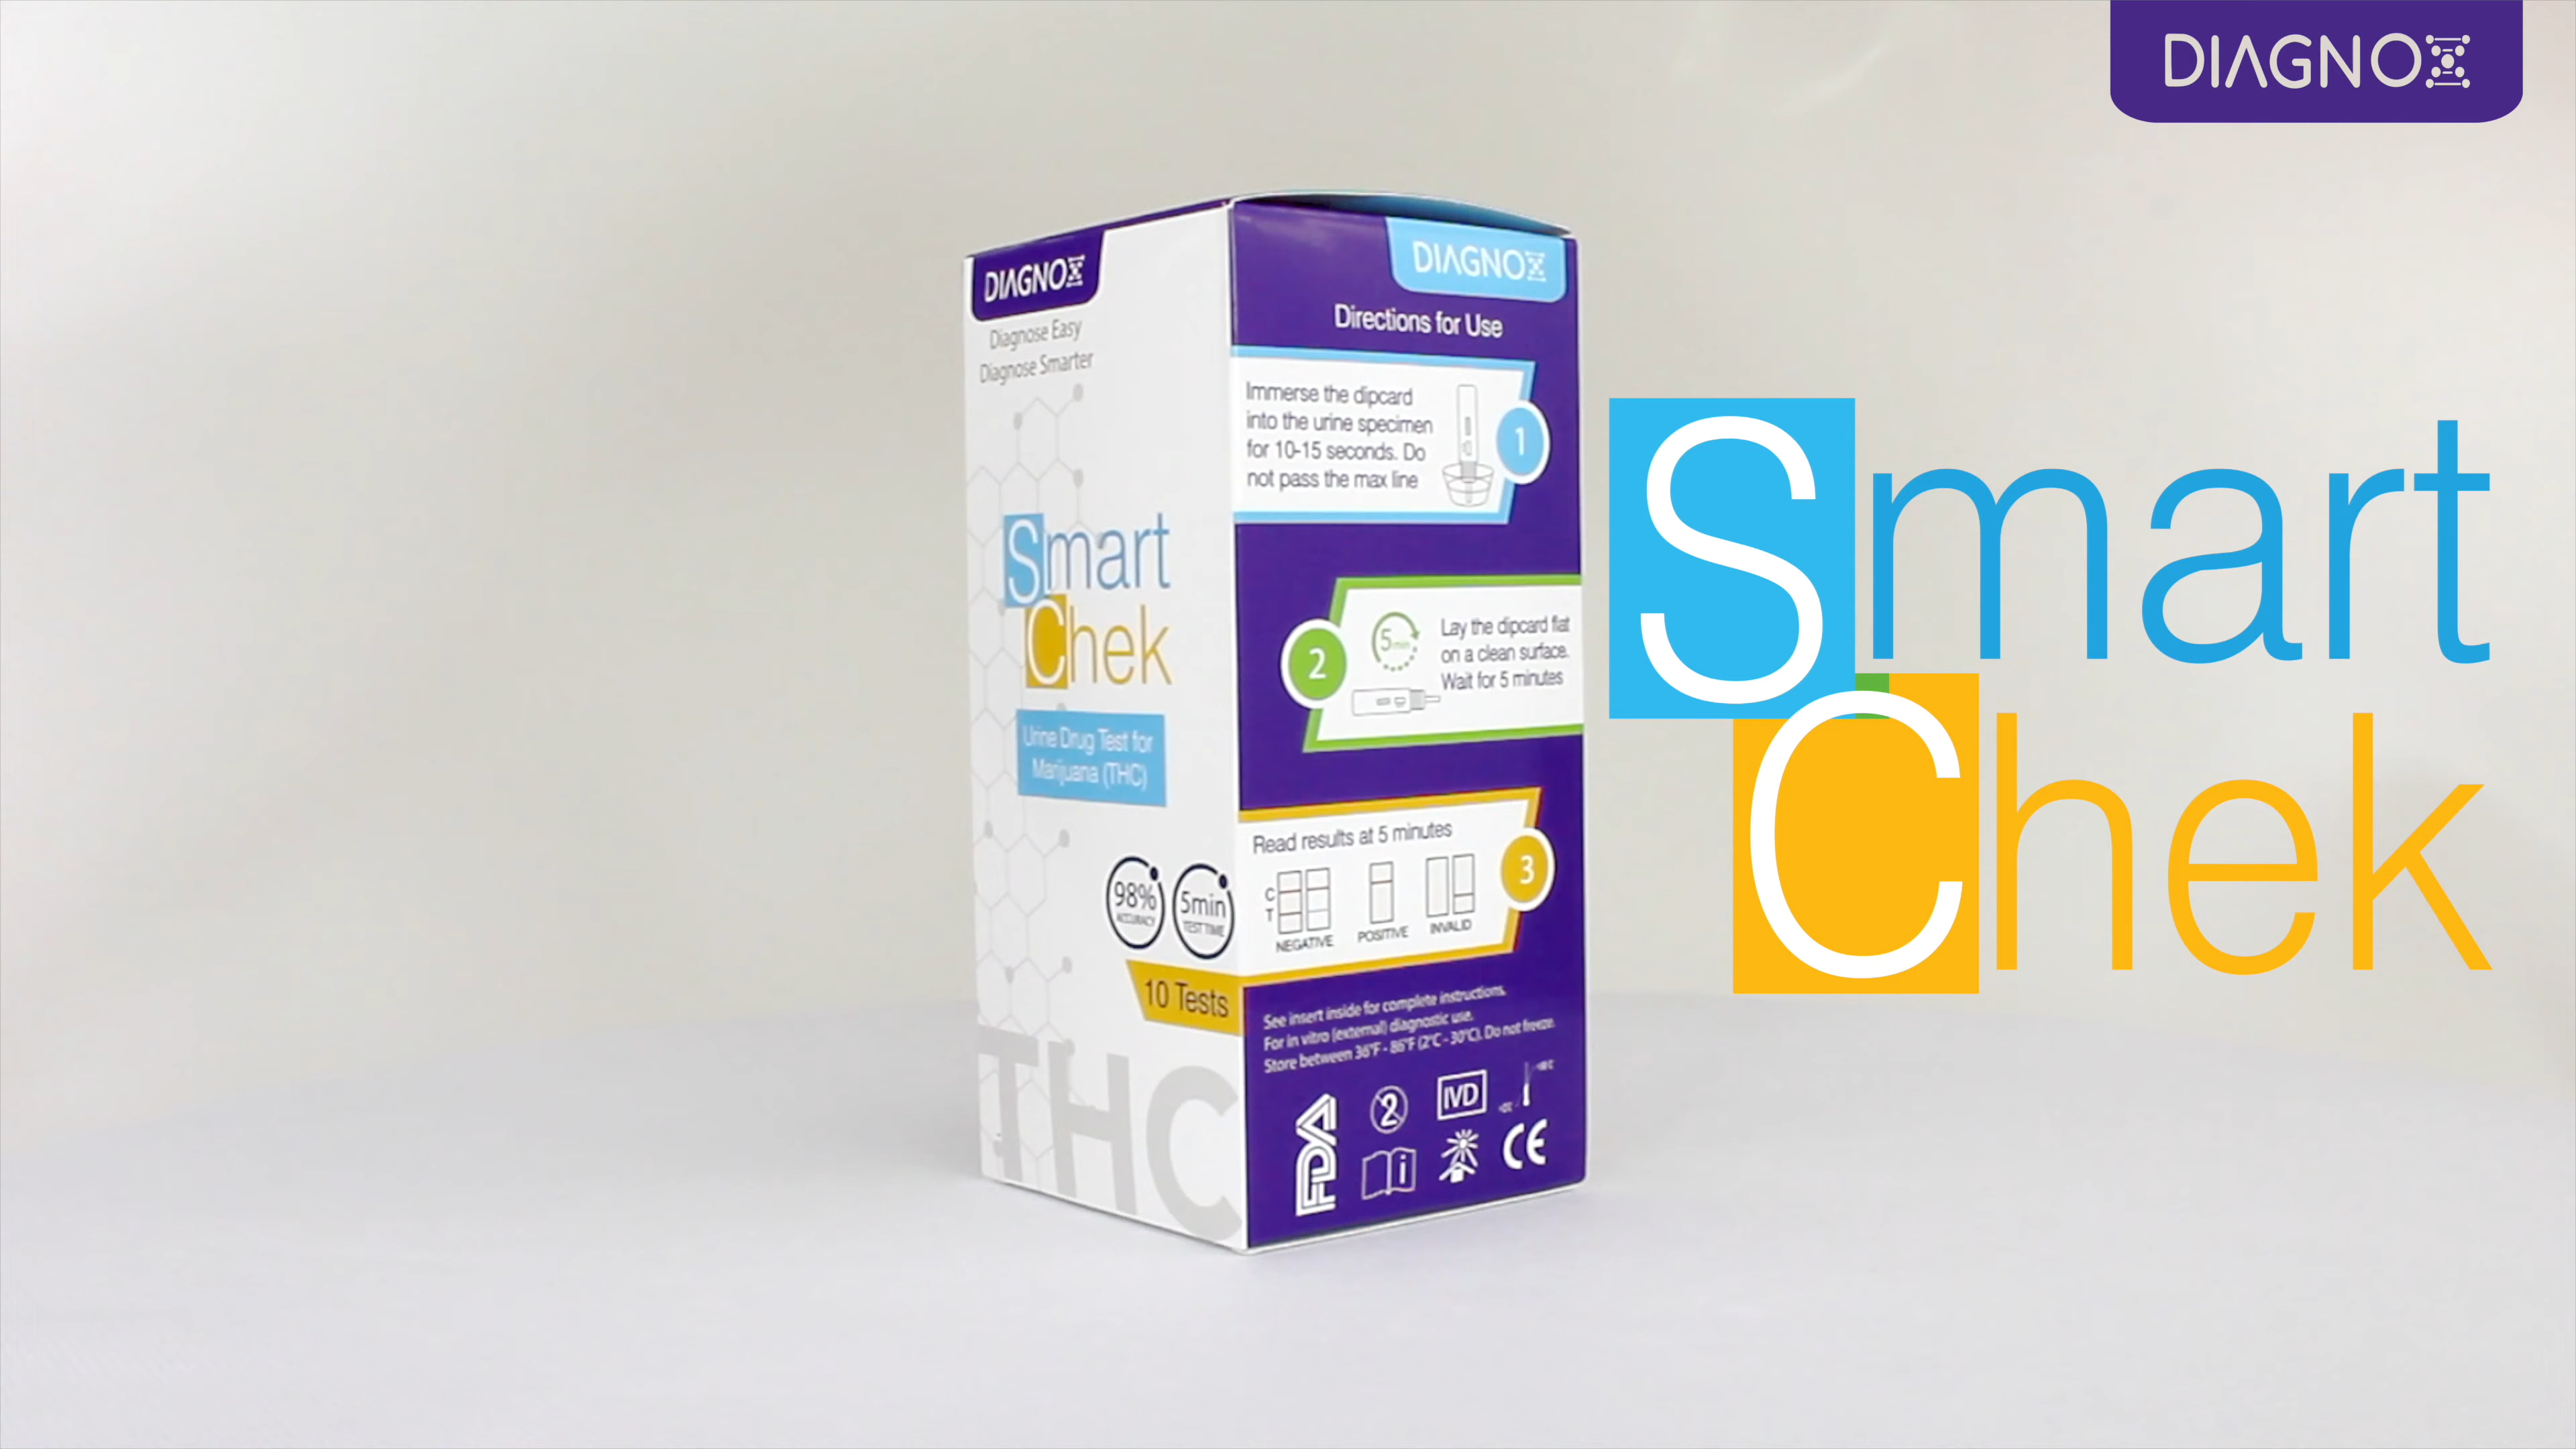 DIAGNOX
DIAGNOX
Diagnose Easy
Diagnose Smarter
Smart
Chek
Urine Drug Test for
Marijuana (THC)
98%
ACCURACY
5min
TEST TIME
10 Tests
THC
DIAGNOX
Directions for Use
Immerse the dipcard
into the urine specimen
for 10-15 seconds. Do
not pass the max line
1
2
5min
Lay the dipcard flat
on a clean surface.
Wait for 5 minutes
Read results at 5 minutes
3
C
T
NEGATIVE
POSITIVE
INVALID
See insert inside for complete instructions.
For in vitro (external) diagnostic use.
Store between 36°F - 86°F (2°C - 30°C). Do not freeze.
FDA
2
IVD
i
CE
Smart
Chek